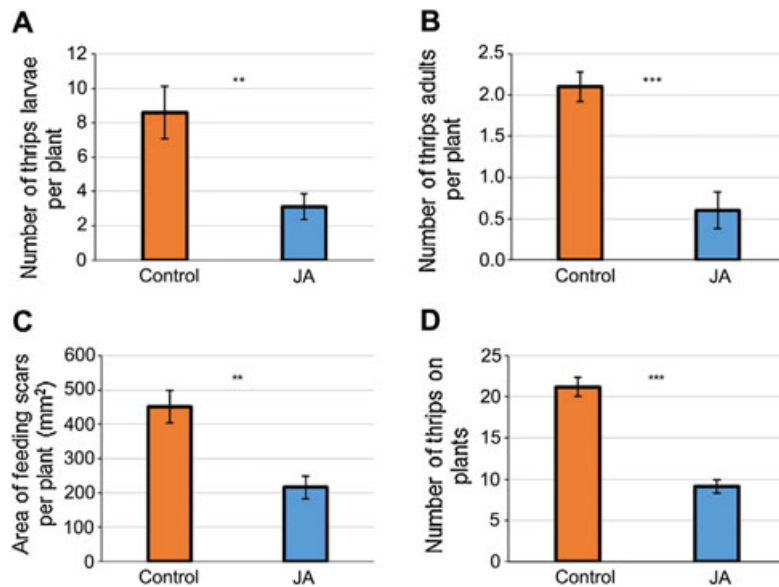 A
Number of thrips larvae
per plant
12
10
8
6
4
2
0
**
Control
JA
B
Number of thrips adults
per plant
2.5
2.0
1.5
1.0
0.5
0.0
***
Control
JA
C
Area of feeding scars
per plant (mm²)
600
500
400
300
200
100
0
**
Control
JA
D
Number of thrips on
plants
25
20
15
10
5
0
***
Control
JA